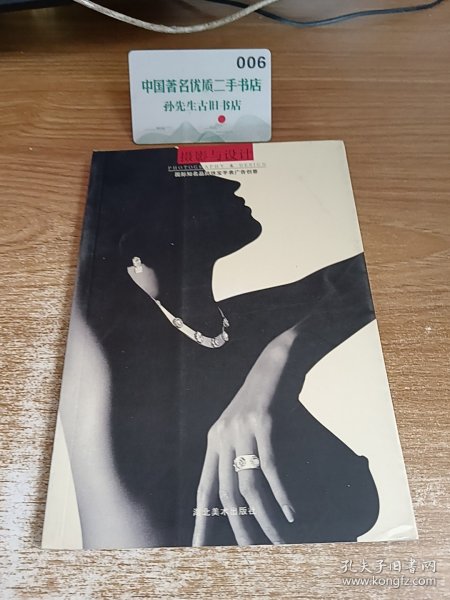 006
中国著名优质二手书店
孙先生古旧书店
摄影与设计
PHOTOGRAPHY & DESIGN
国际知名品牌珠宝手表广告创意
湖北美术出版社
孔夫子旧书网
www.kongfz.com